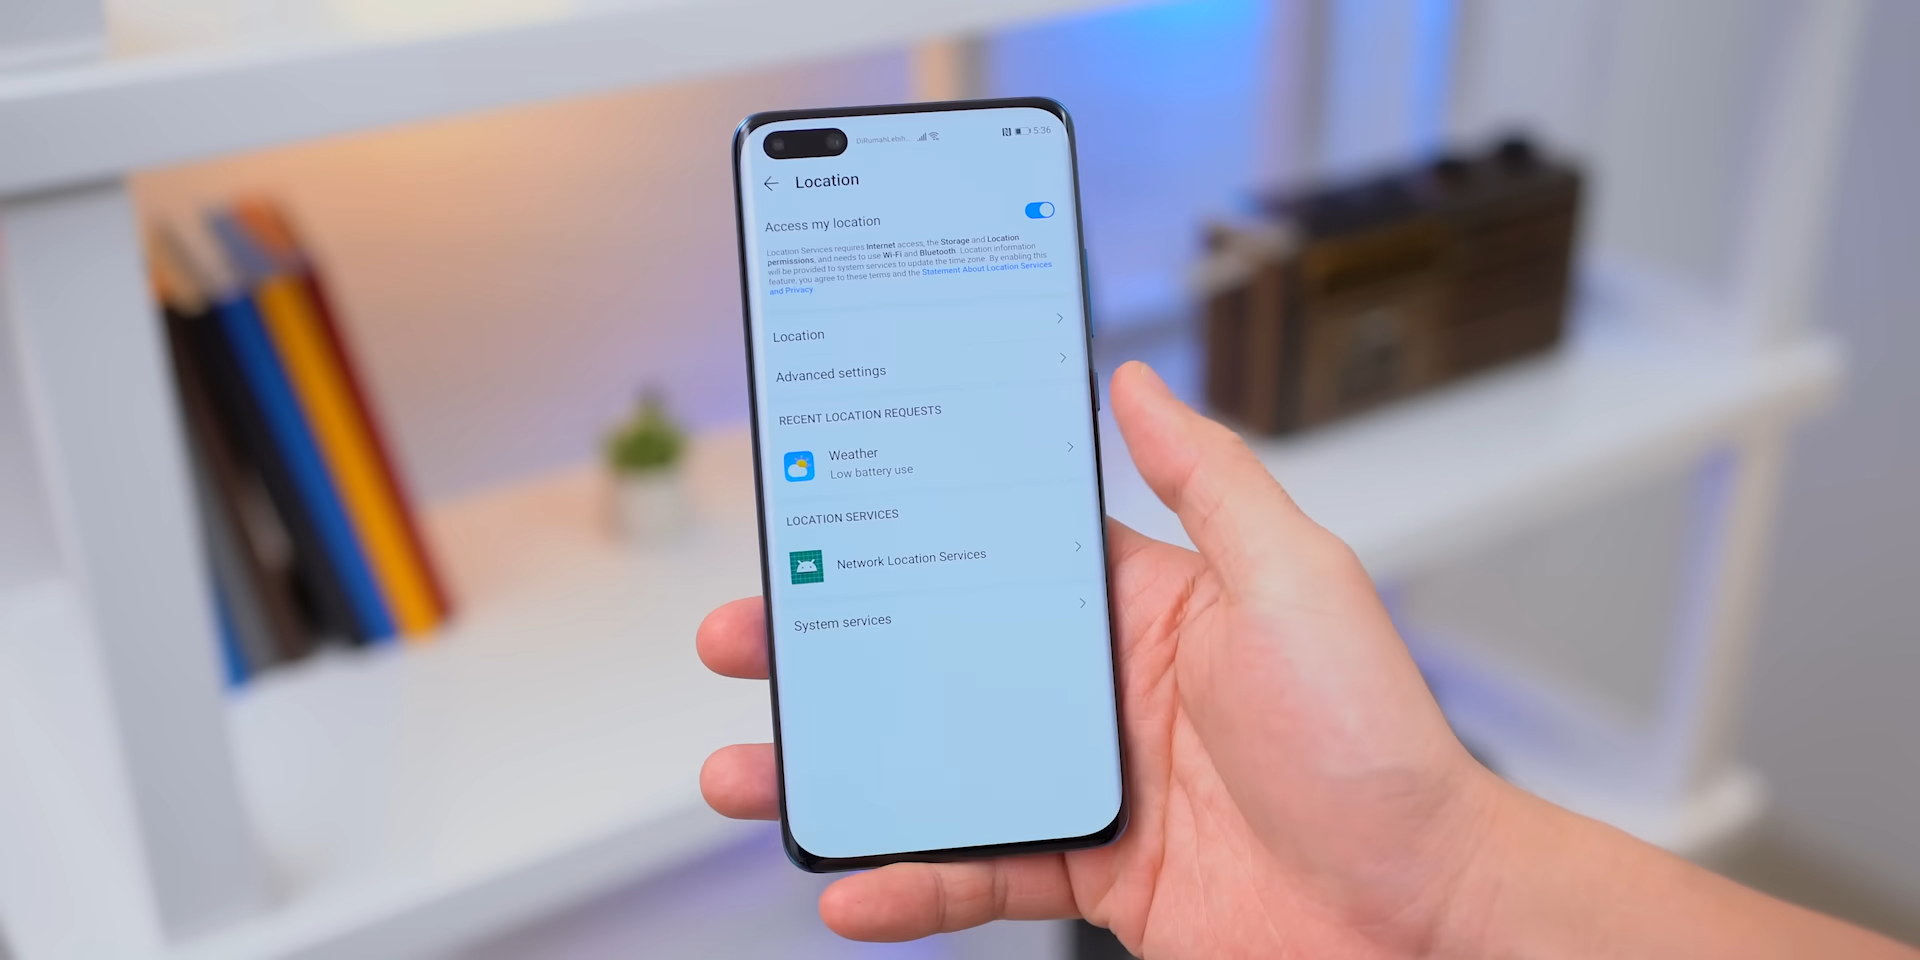 DiRumahLebih... 5:36
Location
Access my location
Location Services requires Internet access, the Storage and Location
permissions, and needs to use Wi-Fi and Bluetooth. Location information
will be provided to system services to update the time zone. By enabling this
feature, you agree to these terms and the Statement About Location Services
and Privacy.
Location
Advanced settings
RECENT LOCATION REQUESTS
Weather
Low battery use
LOCATION SERVICES
Network Location Services
System services